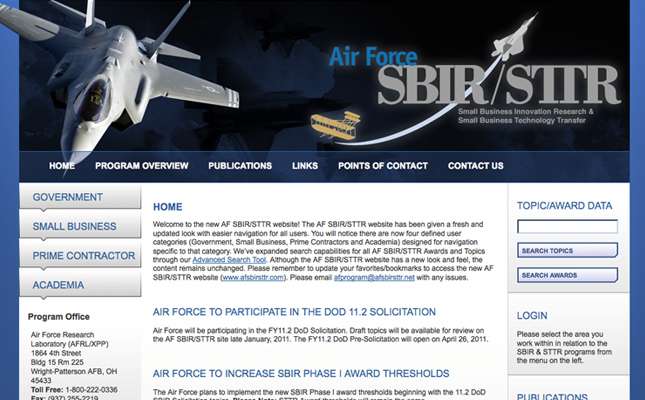 Air Force
SBIR/STTR
Small Business Innovation Research &
Small Business Technology Transfer
HOME PROGRAM OVERVIEW PUBLICATIONS LINKS POINTS OF CONTACT CONTACT US
GOVERNMENT
SMALL BUSINESS
PRIME CONTRACTOR
ACADEMIA
Program Office
Air Force Research
Laboratory (AFRL/XPP)
1864 4th Street
Bldg 15 Rm 225
Wright-Patterson AFB, OH
45433
Toll Free: 1-800-222-0336
Fax: (937) 255-2219
HOME
Welcome to the new AF SBIR/STTR website! The AF SBIR/STTR website has been given a fresh and
updated look with easier navigation for all users. You will notice there are now four defined user
categories (Government, Small Business, Prime Contractors and Academia) designed for navigation
specific to that category. We've expanded search capabilities for all AF SBIR/STTR Awards and Topics
through our Advanced Search Tool. Although the AF SBIR/STTR website has a new look and feel, the
content remains unchanged. Please remember to update your favorites/bookmarks to access the new AF
SBIR/STTR website (www.afsbirsttr.com). Please email afprogram@afsbirsttr.net with any issues.
AIR FORCE TO PARTICIPATE IN THE DOD 11.2 SOLICITATION
Air Force will be participating in the FY11.2 DoD Solicitation. Draft topics will be available for review on
the AF SBIR/STTR site late January, 2011. The FY11.2 DoD Pre-Solicitation will open on April 26, 2011.
AIR FORCE TO INCREASE SBIR PHASE I AWARD THRESHOLDS
The Air Force plans to implement the new SBIR Phase I award thresholds beginning with the 11.2 DoD
TOPIC/AWARD DATA
SEARCH TOPICS
SEARCH AWARDS
LOGIN
Please select the area you
work within in relation to the
SBIR & STTR programs from
the menu on the left.
PUBLICATIONS